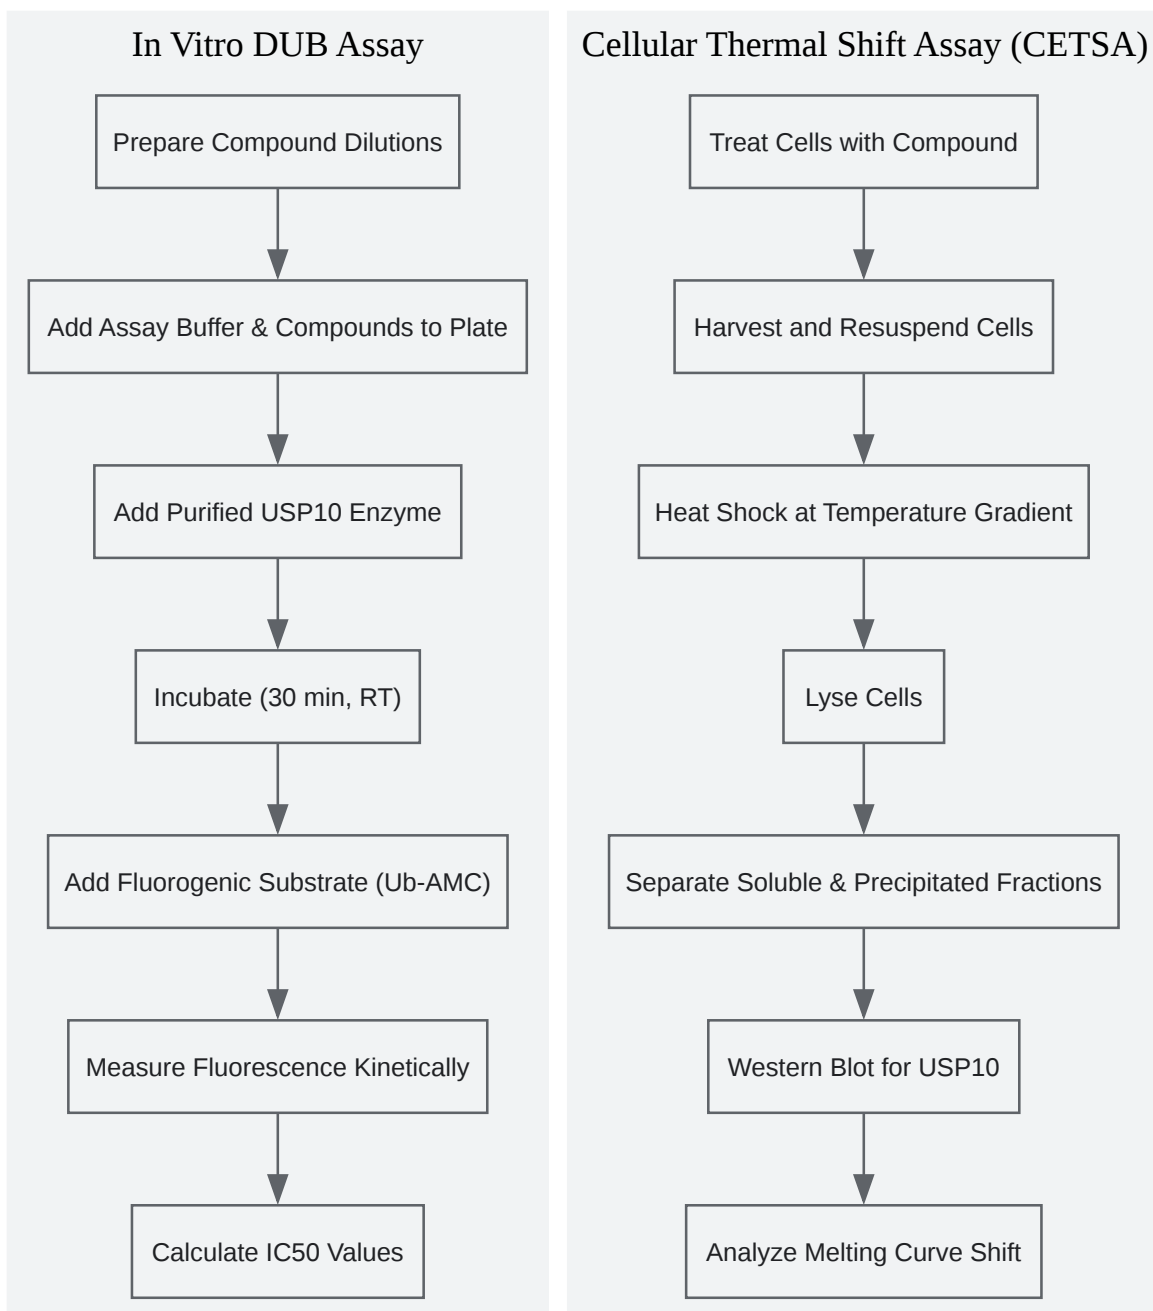 In Vitro DUB Assay
Prepare Compound Dilutions
Add Assay Buffer & Compounds to Plate
Add Purified USP10 Enzyme
Incubate (30 min, RT)
Add Fluorogenic Substrate (Ub-AMC)
Measure Fluorescence Kinetically
Calculate IC50 Values
Cellular Thermal Shift Assay (CETSA)
Treat Cells with Compound
Harvest and Resuspend Cells
Heat Shock at Temperature Gradient
Lyse Cells
Separate Soluble & Precipitated Fractions
Western Blot for USP10
Analyze Melting Curve Shift